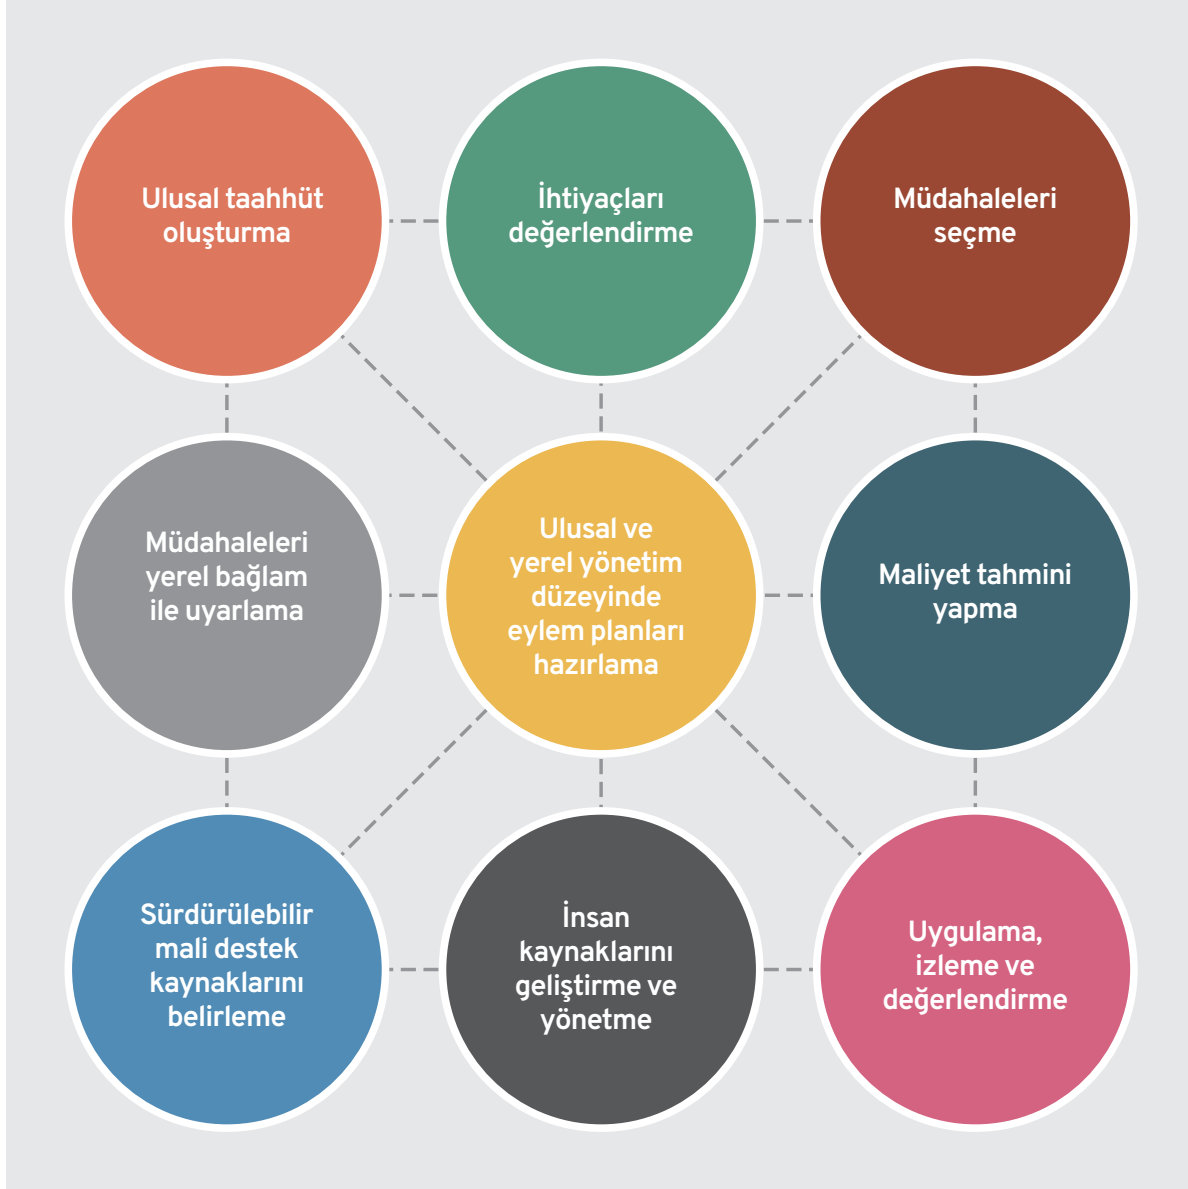 Ulusal taahhüt
oluşturma
İhtiyaçları
değerlendirme
Müdahaleleri
seçme
Müdahaleleri
yerel bağlam
ile uyarlama
Ulusal ve
yerel yönetim
düzeyinde
eylem planları
hazırlama
Maliyet tahmini
yapma
Sürdürülebilir
mali destek
kaynaklarını
belirleme
İnsan
kaynaklarını
geliştirme ve
yönetme
Uygulama,
izleme ve
değerlendirme